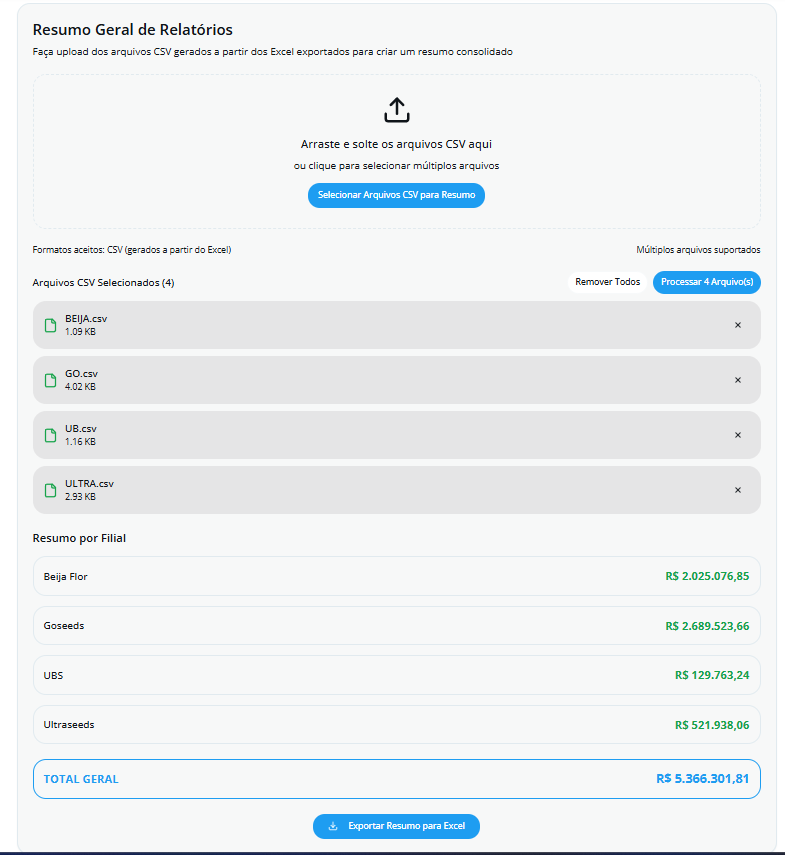 Resumo Geral de Relatórios
Faça upload dos arquivos CSV gerados a partir dos Excel exportados para criar um resumo consolidado
Arraste e solte os arquivos CSV aqui
ou clique para selecionar múltiplos arquivos
Selecionar Arquivos CSV para Resumo
Formatos aceitos: CSV (gerados a partir do Excel) Múltiplos arquivos suportados
Arquivos CSV Selecionados (4) Remover Todos Processar 4 Arquivo(s)
BEIJA.csv
1.09 KB
GO.csv
4.02 KB
UB.csv
1.16 KB
ULTRA.csv
2.93 KB
Resumo por Filial
Beija Flor R$ 2.025.076,85
Goseeds R$ 2.689.523,66
UBS R$ 129.763,24
Ultraseeds R$ 521.938,06
TOTAL GERAL R$ 5.366.301,81
Exportar Resumo para Excel